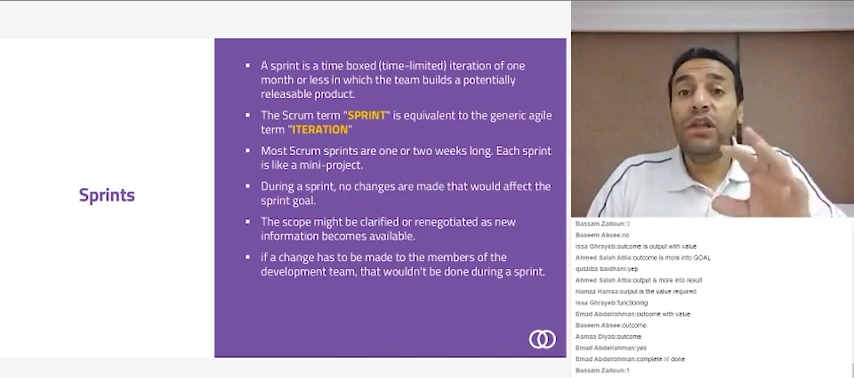 Sprints
▪ A sprint is a time boxed (time-limited) iteration of one
month or less in which the team builds a potentially
releasable product.
▪ The Scrum term "SPRINT" is equivalent to the generic agile
term "ITERATION"
▪ Most Scrum sprints are one or two weeks long. Each sprint
is like a mini-project.
▪ During a sprint, no changes are made that would affect the
sprint goal.
▪ The scope might be clarified or renegotiated as new
information becomes available.
▪ if a change has to be made to the members of the
development team, that wouldn't be done during a sprint.
Bassam Zaitoun:7
Baseem Absee:no
Issa Ghrayeb:outcome is output with value
Ahmed Salah Attia:outcome is more into GOAL
qutaiba baidhani:yep
Ahmed Salah Attia:output is more into result
Hamza Hamaa:output is the value required
Issa Ghrayeb:functioning
Emad Abdelrahman:outcome with value
Baseem Absee:outcome
Asmaa Diyab:outcome
Emad Abdelrahman:yes
Emad Abdelrahman:complete /// done
Bassam Zaitoun:1